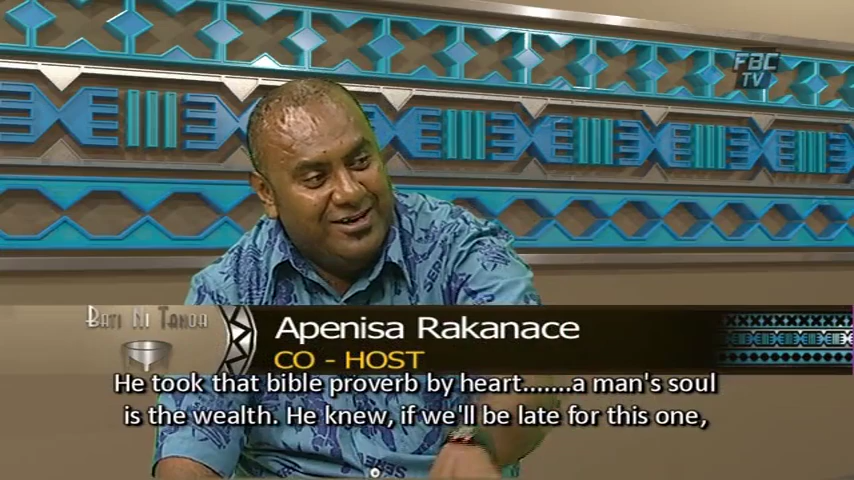 FBC
TV
Bati Ni Tanoa
Apenisa Rakanace
CO - HOST
He took that bible proverb by heart.......a man's soul
is the wealth. He knew, if we'll be late for this one,